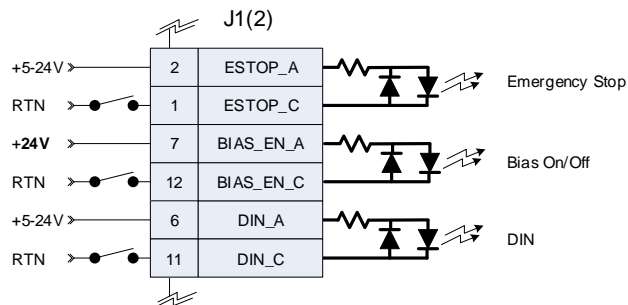 J1(2)
+5-24V 2 ESTOP_A
RTN 1 ESTOP_C
Emergency Stop
+24V 7 BIAS_EN_A
RTN 12 BIAS_EN_C
Bias On/Off
+5-24V 6 DIN_A
RTN 11 DIN_C
DIN